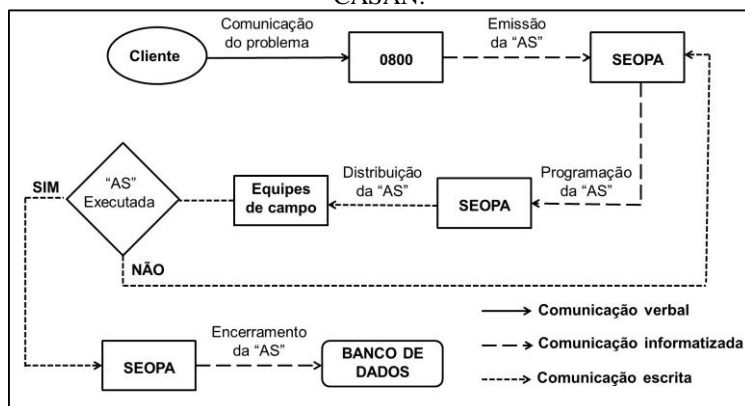 CASAN.
Comunicação
do problema
Emissão
da “AS”
Cliente
0800
SEOPA
SIM
“AS”
Executada
Equipes
de campo
Distribuição
da “AS”
SEOPA
Programação
da “AS”
NÃO
SEOPA
Encerramento
da “AS”
BANCO DE
DADOS
Comunicação verbal
Comunicação informatizada
Comunicação escrita